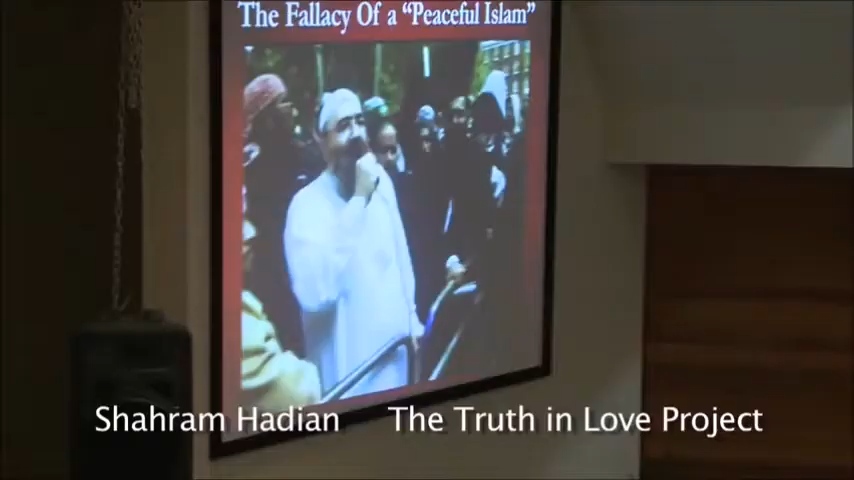 The Fallacy Of a “Peaceful Islam”
Shahram Hadian The Truth in Love Project